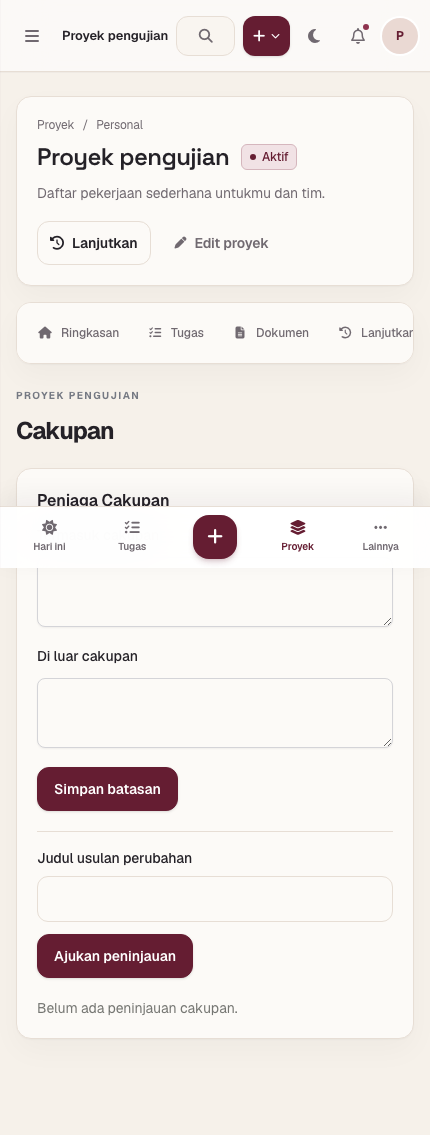 Proyek pengujian
P
Proyek / Personal
Proyek pengujian
Aktif
Daftar pekerjaan sederhana untukmu dan tim.
Lanjutkan
Edit proyek
Ringkasan
Tugas
Dokumen
Lanjutkan
PROYEK PENGUJIAN
Cakupan
Penjaga Cakupan
Hari ini
Tugas
Proyek
Lainnya
Di luar cakupan
Simpan batasan
Judul usulan perubahan
Ajukan peninjauan
Belum ada peninjauan cakupan.